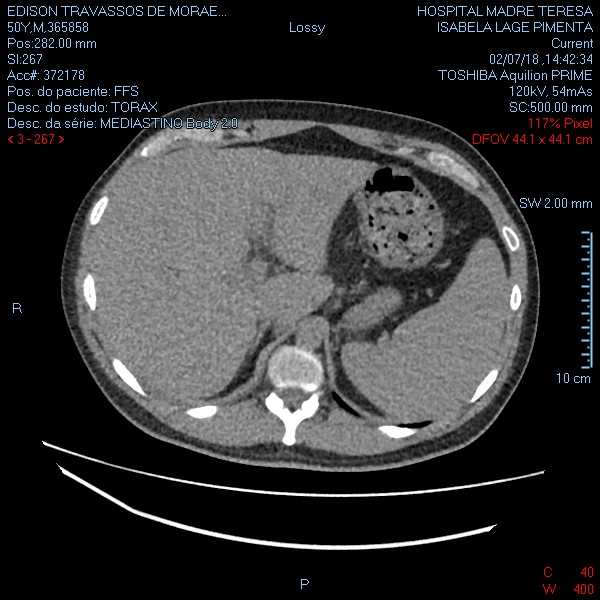 EDISON TRAVASSOS DE MORAE...
50Y,M,365858
Pos:282.00 mm
SI:267
Acc#: 372178
Pos. do paciente: FFS
Desc. do estudo: TORAX
Desc. da série: MEDIASTINO Body 2.0
< 3 - 267 >
Lossy
HOSPITAL MADRE TERESA
ISABELA LAGE PIMENTA
Current
02/07/18 ,14:42:34
TOSHIBA Aquilion PRIME
120kV, 54mAs
SC:500.00 mm
117% Pixel
DFOV 44.1 x 44.1 cm
SW 2.00 mm
R
10 cm
P
C 40
W 400